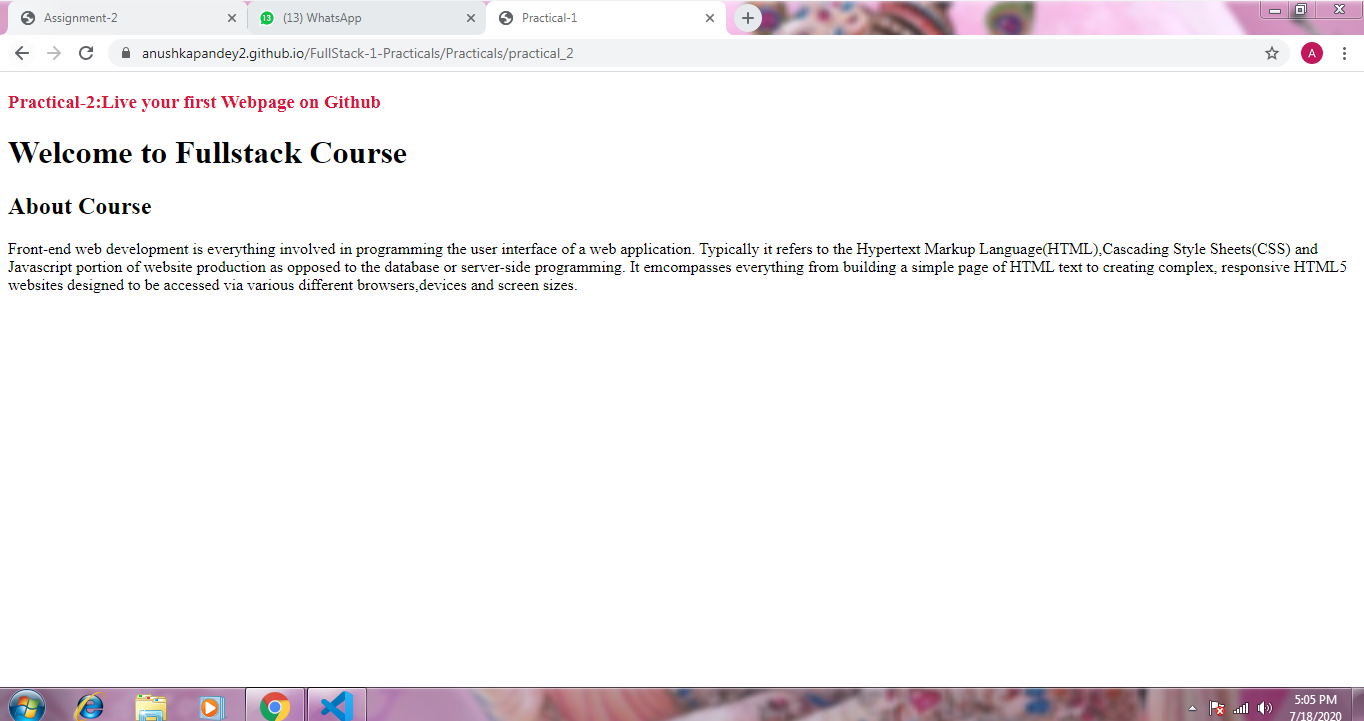 Assignment-2
13 (13) WhatsApp
Practical-1
anushkapandey2.github.io/FullStack-1-Practicals/Practicals/practical_2
A
Practical-2:Live your first Webpage on Github
Welcome to Fullstack Course
About Course
Front-end web development is everything involved in programming the user interface of a web application. Typically it refers to the Hypertext Markup Language(HTML),Cascading Style Sheets(CSS) and
Javascript portion of website production as opposed to the database or server-side programming. It emcompasses everything from building a simple page of HTML text to creating complex, responsive HTML5
websites designed to be accessed via various different browsers,devices and screen sizes.
5:05 PM
7/18/2020